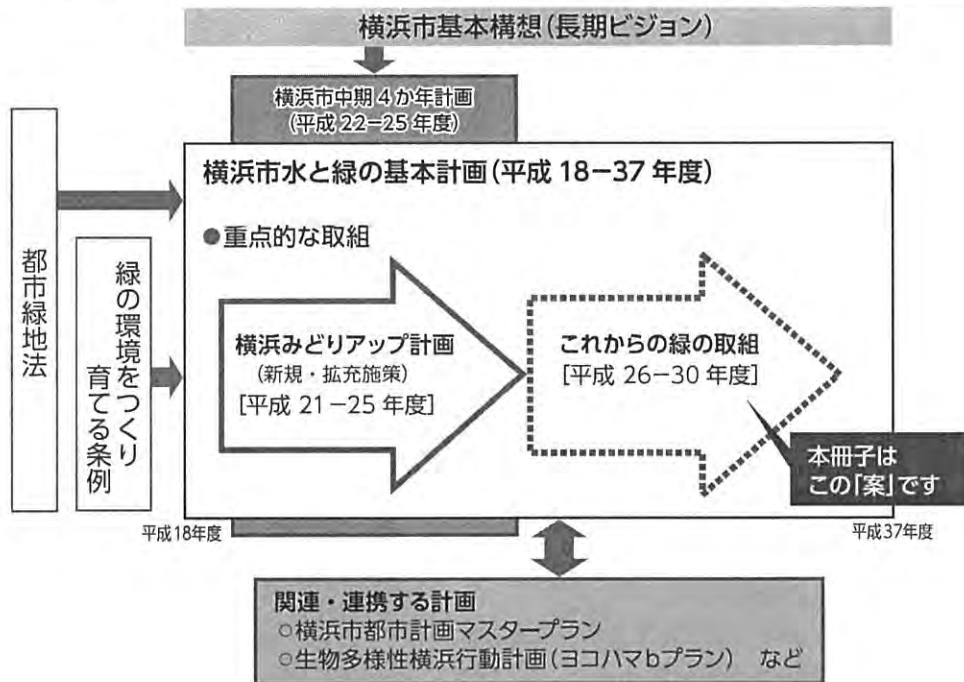 横浜市基本構想(長期ビジョン)
横浜市中期4か年計画
(平成22−25年度)
横浜市水と緑の基本計画(平成18−37年度)
●重点的な取組
都市緑地法
緑の環境をつくり
育てる条例
横浜みどりアップ計画
(新規・拡充施策)
[平成21−25年度]
これからの緑の取組
[平成26−30年度]
本冊子は
この「案」です
平成18年度
平成37年度
関連・連携する計画
○横浜市都市計画マスタープラン
○生物多様性横浜行動計画(ヨコハマbプラン) など